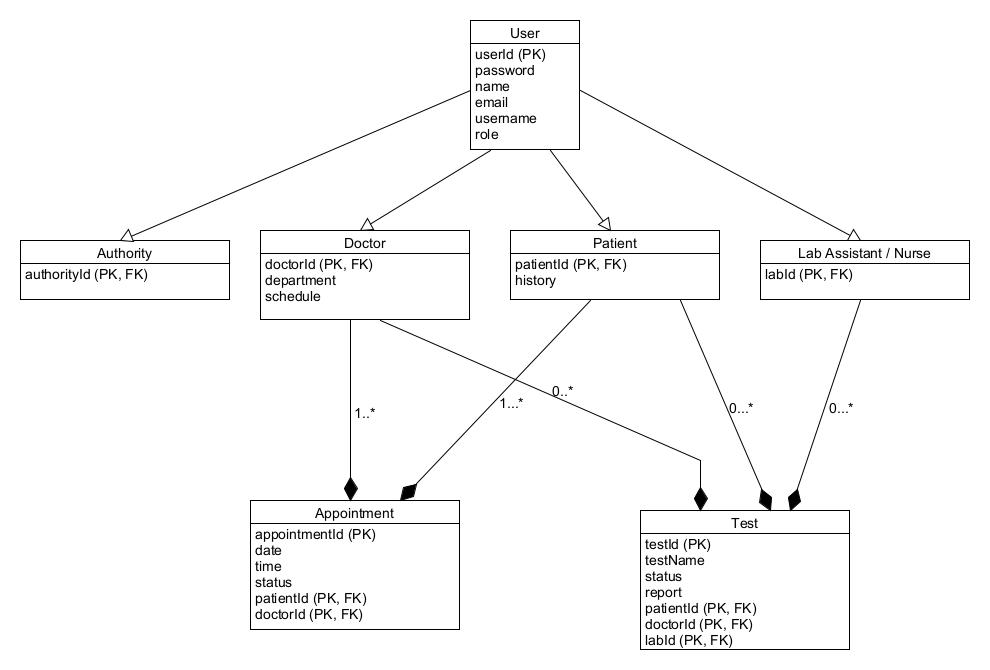 User
userId (PK)
password
name
email
username
role
Authority
authorityId (PK, FK)
Doctor
doctorId (PK, FK)
department
schedule
Patient
patientId (PK, FK)
history
Lab Assistant / Nurse
labId (PK, FK)
1..*
1...*
0..*
0...*
0...*
Appointment
appointmentId (PK)
date
time
status
patientId (PK, FK)
doctorId (PK, FK)
Test
testId (PK)
testName
status
report
patientId (PK, FK)
doctorId (PK, FK)
labId (PK, FK)